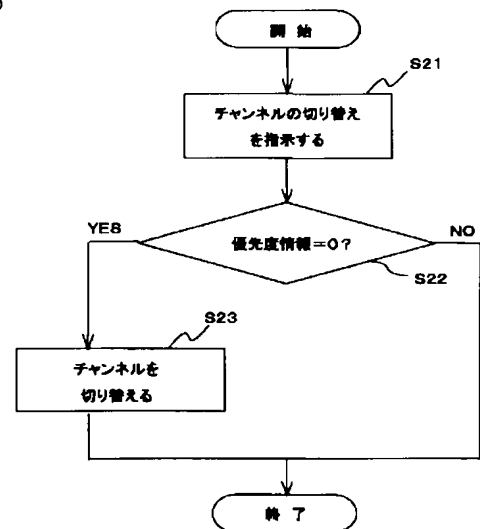 開始
S21
チャンネルの切り替え
を指示する
YES
優先度情報=0?
NO
S22
S23
チャンネルを
切り替える
終了